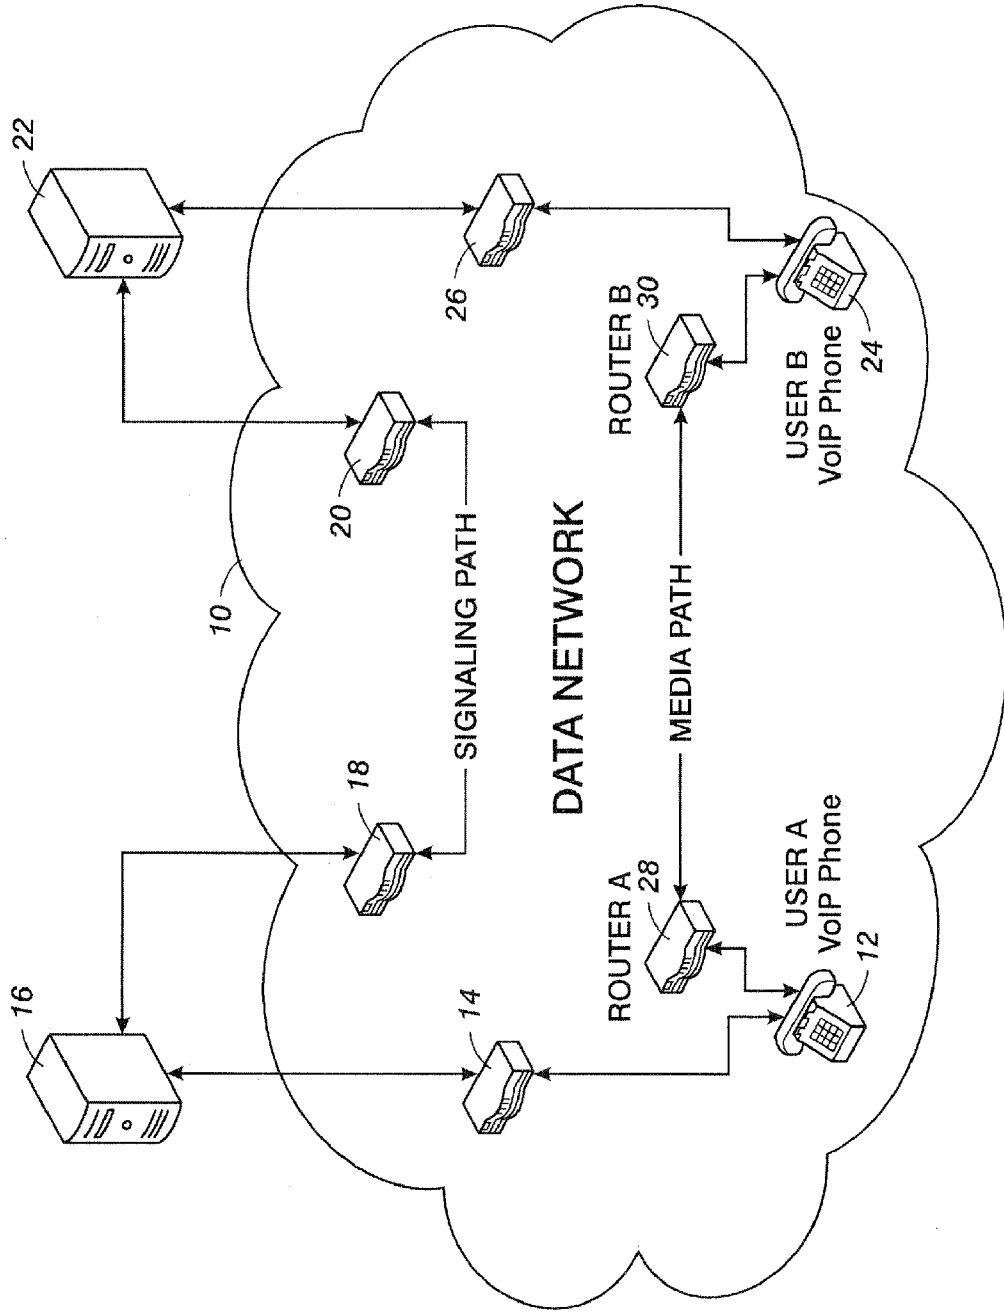 16
22
10
18
20
14
SIGNALING PATH
26
DATA NETWORK
ROUTER A
28
ROUTER B
30
MEDIA PATH
USER A
VoIP Phone
12
USER B
VoIP Phone
24